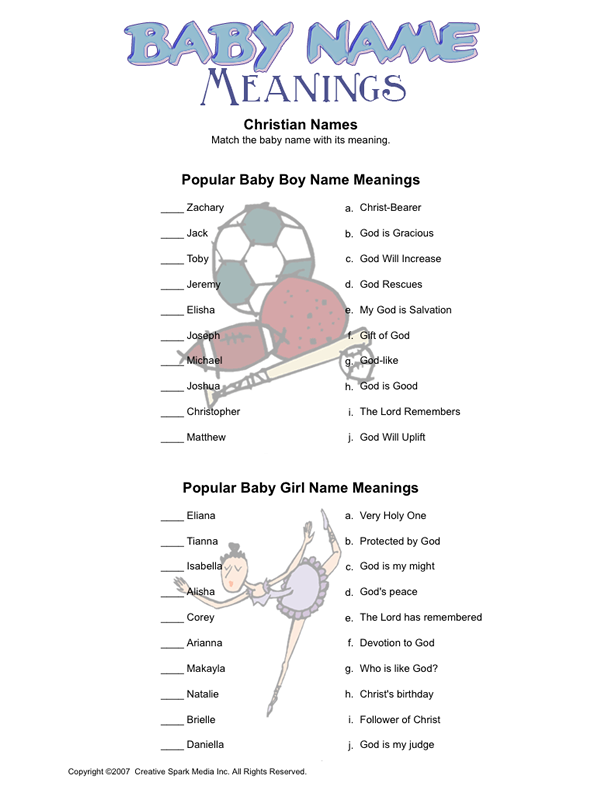 BABY NAME
MEANINGS
Christian Names
Match the baby name with its meaning.
Popular Baby Boy Name Meanings
____ Zachary a. Christ-Bearer
____ Jack b. God is Gracious
____ Toby c. God Will Increase
____ Jeremy d. God Rescues
____ Elisha e. My God is Salvation
____ Joseph f. Gift of God
____ Michael g. God-like
____ Joshua h. God is Good
____ Christopher i. The Lord Remembers
____ Matthew j. God Will Uplift
Popular Baby Girl Name Meanings
____ Eliana a. Very Holy One
____ Tianna b. Protected by God
____ Isabella c. God is my might
____ Alisha d. God's peace
____ Corey e. The Lord has remembered
____ Arianna f. Devotion to God
____ Makayla g. Who is like God?
____ Natalie h. Christ's birthday
____ Brielle i. Follower of Christ
____ Daniella j. God is my judge
Copyright ©2007 Creative Spark Media Inc. All Rights Reserved.